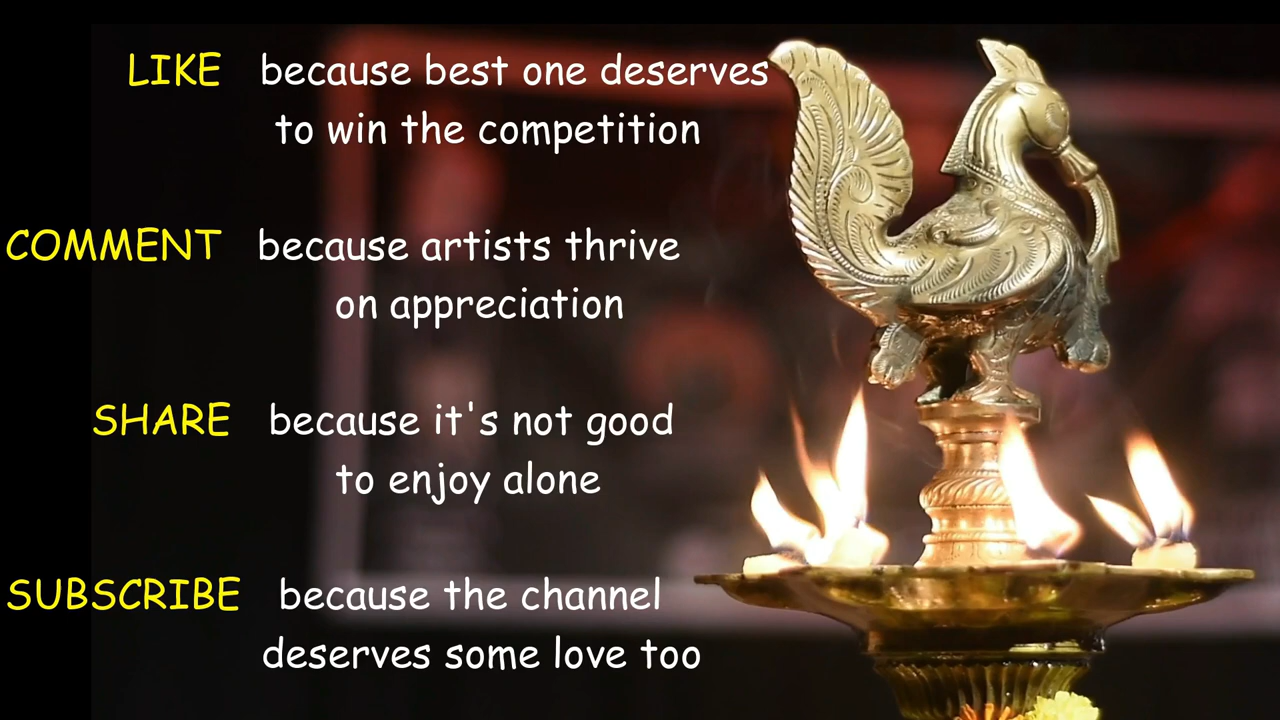 LIKE because best one deserves
to win the competition
COMMENT because artists thrive
on appreciation
SHARE because it's not good
to enjoy alone
SUBSCRIBE because the channel
deserves some love too